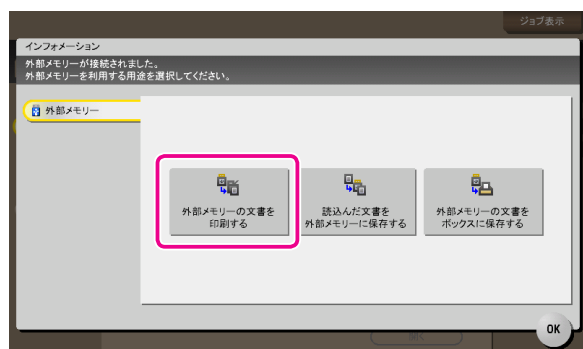 ジョブ表示
インフォメーション
外部メモリーが接続されました。
外部メモリーを利用する用途を選択してください。
外部メモリー
外部メモリーの文書を
印刷する
読込んだ文書を
外部メモリーに保存する
外部メモリーの文書を
ボックスに保存する
開く
OK